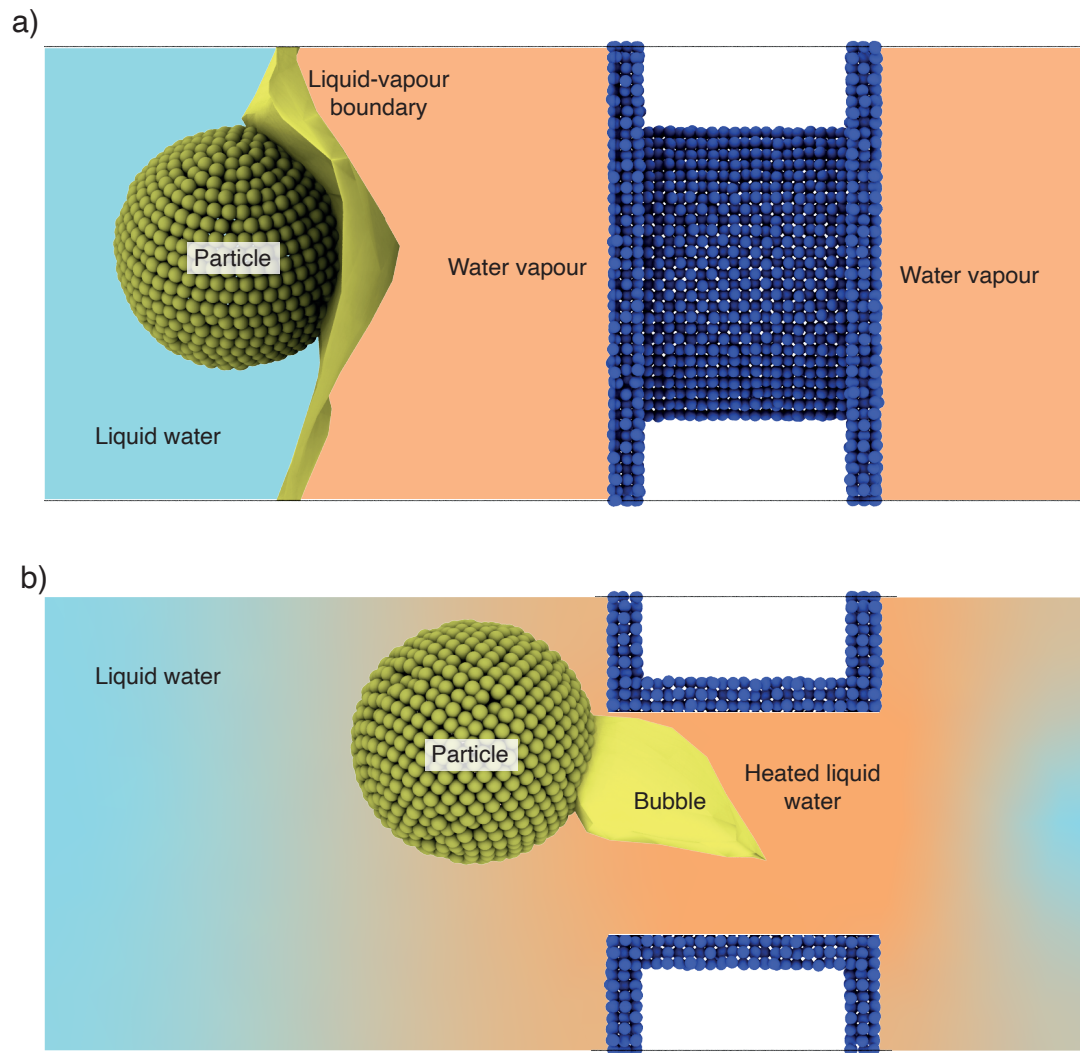 a)
Liquid-vapour
boundary
Particle
Water vapour
Water vapour
Liquid water
b)
Liquid water
Particle
Bubble
Heated liquid
water